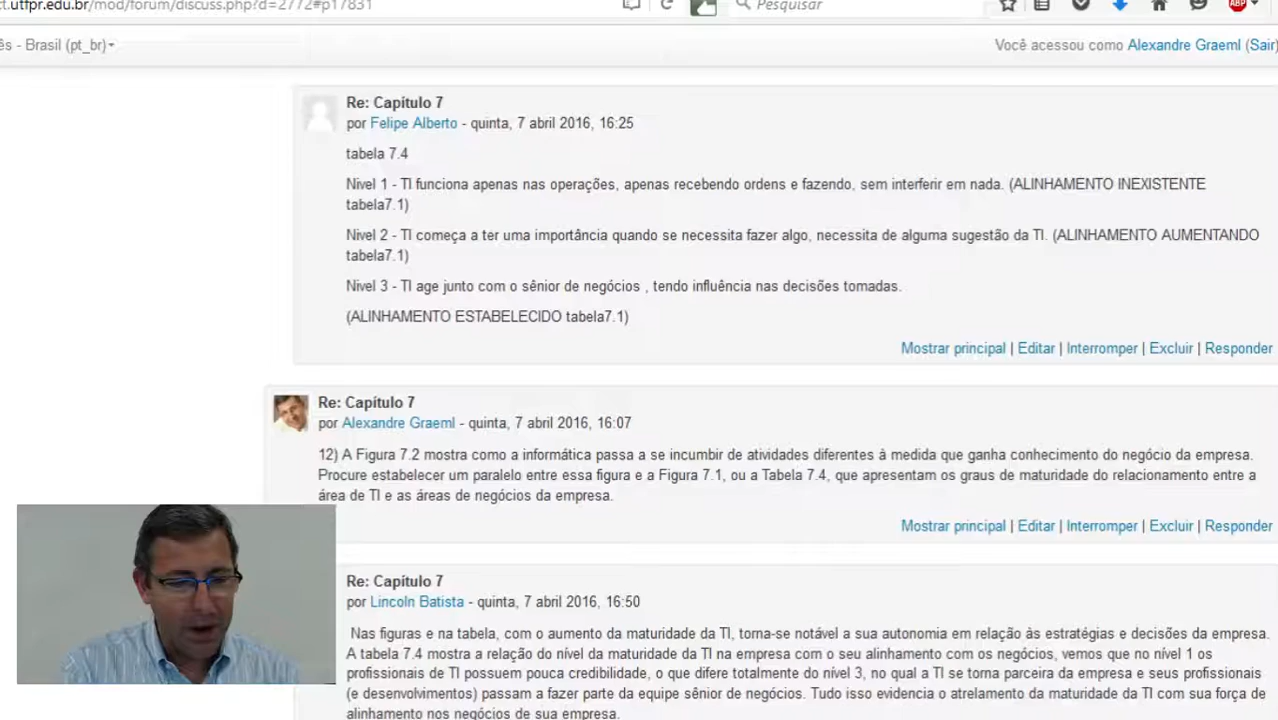 ct.utfpr.edu.br/mod/forum/discuss.php?d=2772#p17831
Pesquisar
ABP
ês - Brasil (pt_br)
Você acessou como Alexandre Graeml (Sair)
Re: Capítulo 7
por Felipe Alberto - quinta, 7 abril 2016, 16:25
tabela 7.4
Nivel 1 - TI funciona apenas nas operações, apenas recebendo ordens e fazendo, sem interferir em nada. (ALINHAMENTO INEXISTENTE
tabela7.1)
Nivel 2 - TI começa a ter uma importância quando se necessita fazer algo, necessita de alguma sugestão da TI. (ALINHAMENTO AUMENTANDO
tabela7.1)
Nivel 3 - TI age junto com o sênior de negócios , tendo influência nas decisões tomadas.
(ALINHAMENTO ESTABELECIDO tabela7.1)
Mostrar principal | Editar | Interromper | Excluir | Responder
Re: Capítulo 7
por Alexandre Graeml - quinta, 7 abril 2016, 16:07
12) A Figura 7.2 mostra como a informática passa a se incumbir de atividades diferentes à medida que ganha conhecimento do negócio da empresa.
Procure estabelecer um paralelo entre essa figura e a Figura 7.1, ou a Tabela 7.4, que apresentam os graus de maturidade do relacionamento entre a
área de TI e as áreas de negócios da empresa.
Mostrar principal | Editar | Interromper | Excluir | Responder
Re: Capítulo 7
por Lincoln Batista - quinta, 7 abril 2016, 16:50
Nas figuras e na tabela, com o aumento da maturidade da TI, torna-se notável a sua autonomia em relação às estratégias e decisões da empresa.
A tabela 7.4 mostra a relação do nível da maturidade da TI na empresa com o seu alinhamento com os negócios, vemos que no nível 1 os
profissionais de TI possuem pouca credibilidade, o que difere totalmente do nível 3, no qual a TI se torna parceira da empresa e seus profissionais
(e desenvolvimentos) passam a fazer parte da equipe sênior de negócios. Tudo isso evidencia o atrelamento da maturidade da TI com sua força de
alinhamento nos negócios de sua empresa.